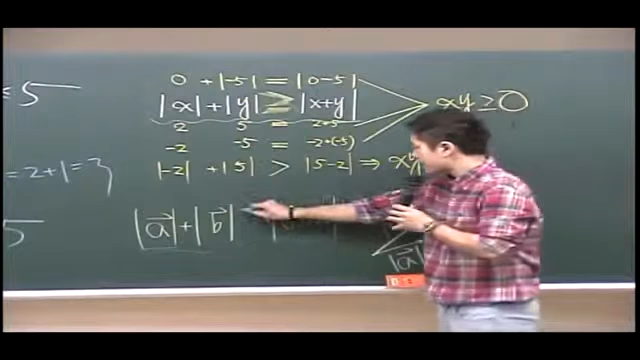 ≤ 5
0 + |-5| = |0-5|
|x| + |y| ≥ |x+y|
xy ≥ 0
2 5 = 2+5
-2 -5 = -2+(-5)
= 2+1 = 3
|-2| + |5| > |5-2| ⇒ xy
5
|a⃗| + |b⃗|
|a⃗|